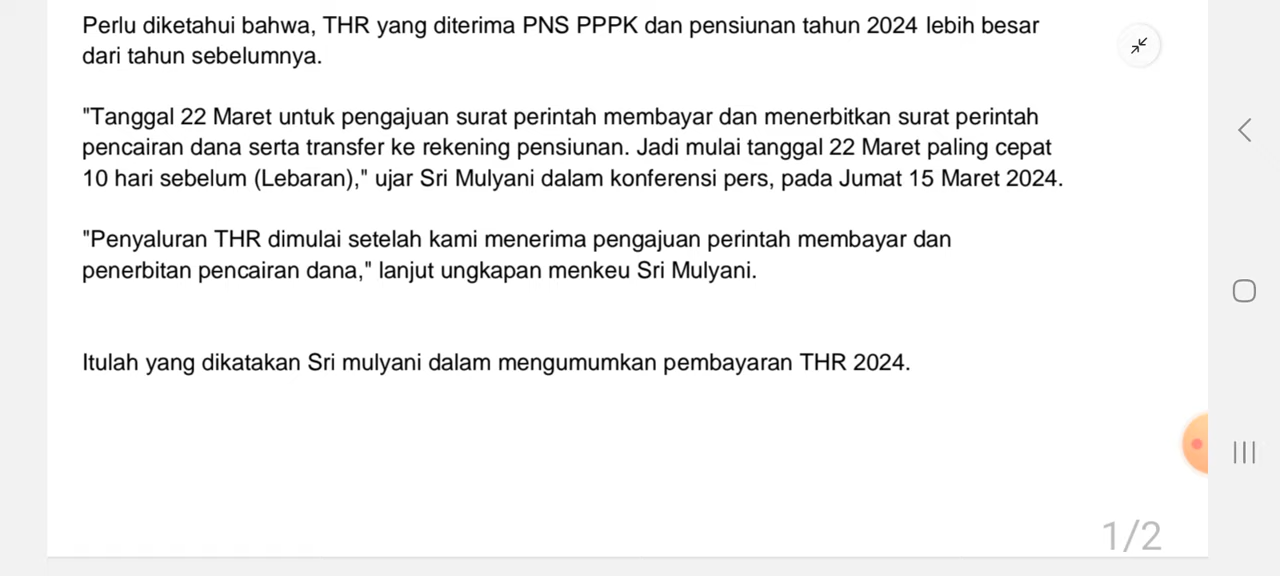 Perlu diketahui bahwa, THR yang diterima PNS PPPK dan pensiunan tahun 2024 lebih besar
dari tahun sebelumnya.
"Tanggal 22 Maret untuk pengajuan surat perintah membayar dan menerbitkan surat perintah
pencairan dana serta transfer ke rekening pensiunan. Jadi mulai tanggal 22 Maret paling cepat
10 hari sebelum (Lebaran)," ujar Sri Mulyani dalam konferensi pers, pada Jumat 15 Maret 2024.
"Penyaluran THR dimulai setelah kami menerima pengajuan perintah membayar dan
penerbitan pencairan dana," lanjut ungkapan menkeu Sri Mulyani.
Itulah yang dikatakan Sri mulyani dalam mengumumkan pembayaran THR 2024.
1/2